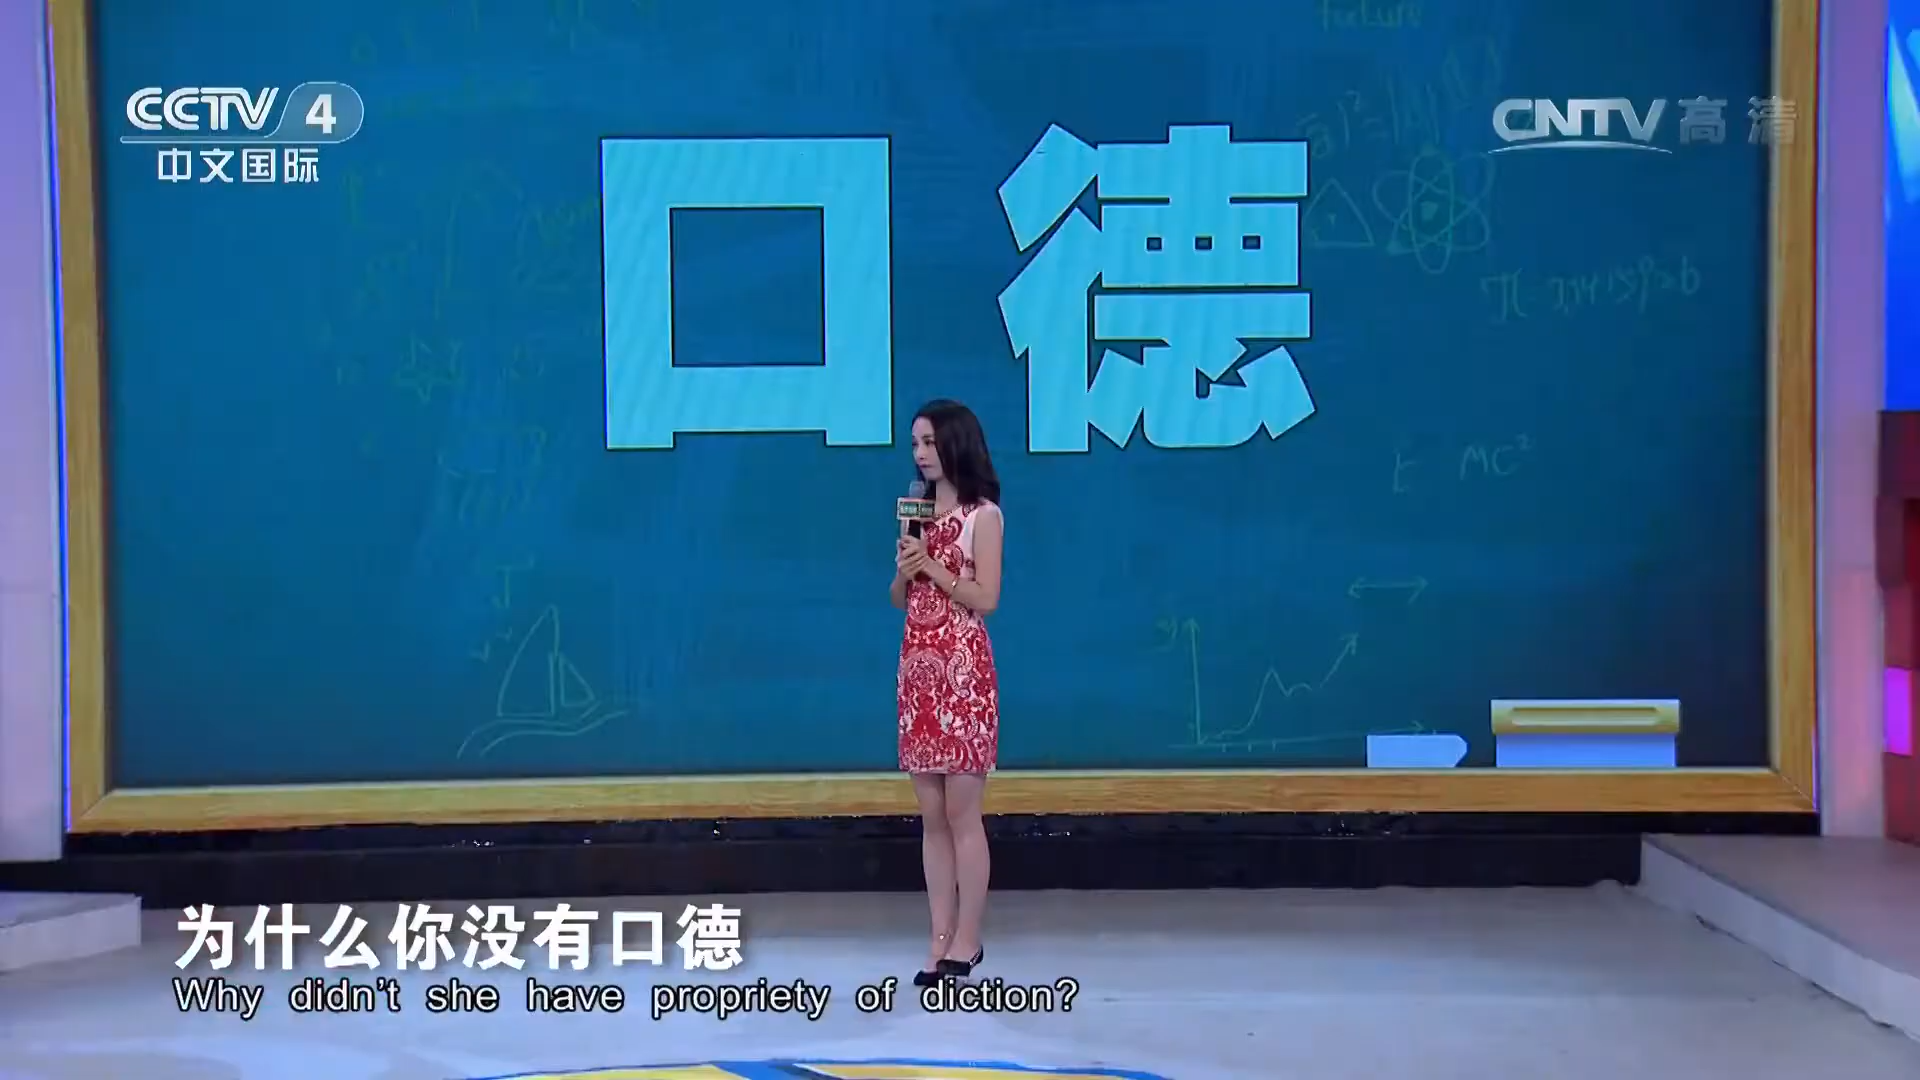 CCTV 4
中文国际
CNTV 高清
口德
MC²
为什么你没有口德
Why didn't she have propriety of diction?